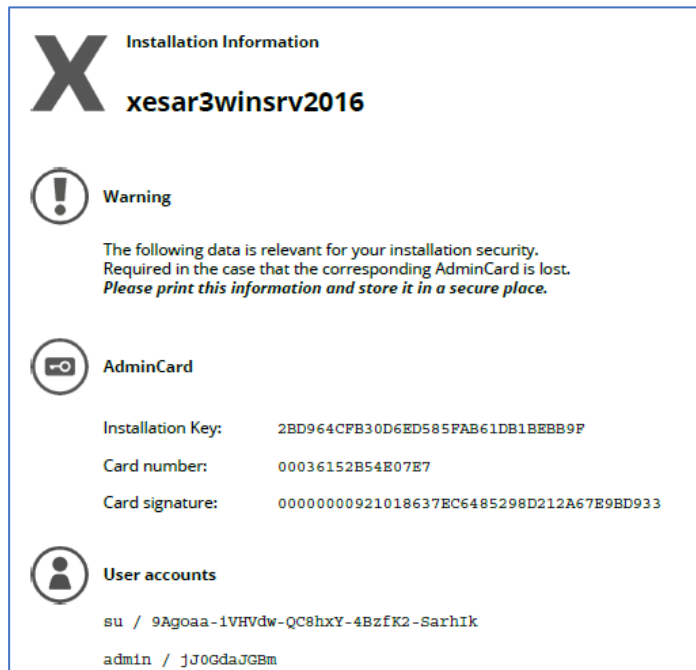 Installation Information
xesar3winsrv2016
Warning
The following data is relevant for your installation security.
Required in the case that the corresponding AdminCard is lost.
Please print this information and store it in a secure place.
AdminCard
Installation Key: 2BD964CFB30D6ED585FAB61DB1BEBB9F
Card number: 00036152B54E07E7
Card signature: 00000000921018637EC6485298D212A67E9BD933
User accounts
su / 9Agoaa-iVHVdw-QC8hxY-4BzfK2-SarhIk
admin / jJ0GdaJGBm